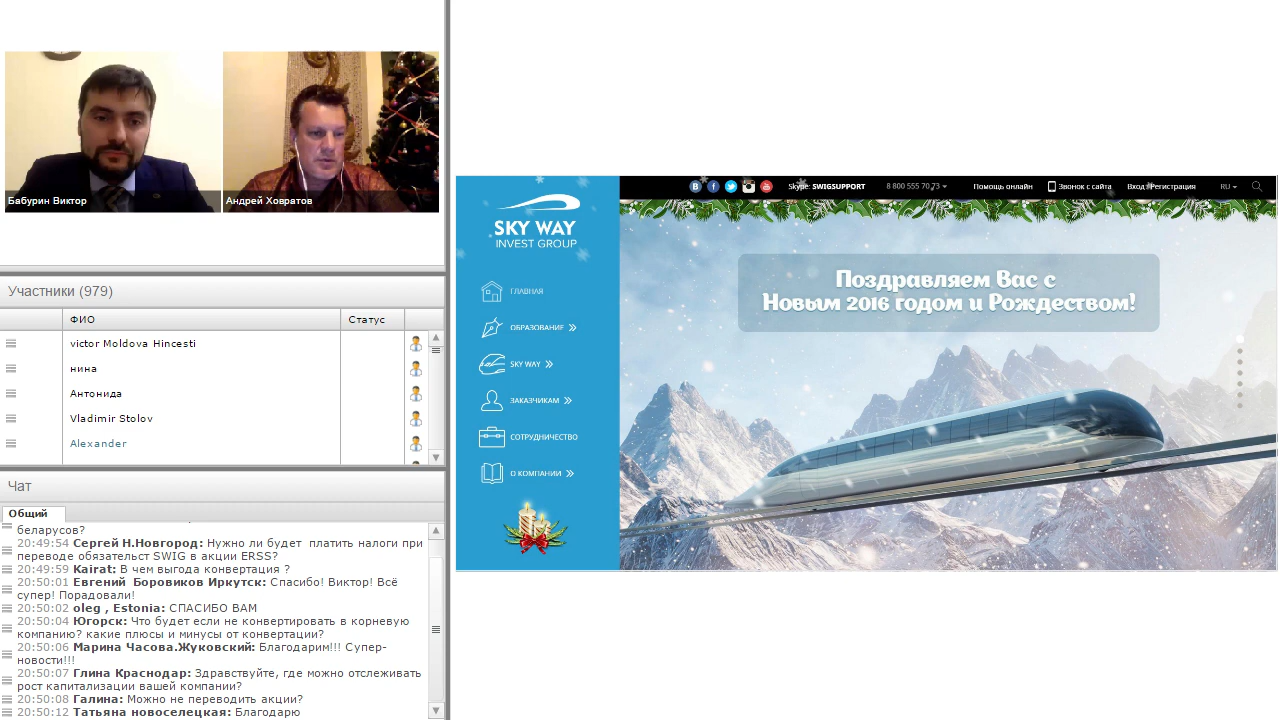 Бабурин Виктор
Андрей Ховратов
Участники (979)
ФИО
Статус
victor Moldova Hincesti
нина
Антонида
Vladimir Stolov
Alexander
Чат
Общий
беларусов?
20:49:54 Сергей Н.Новгород: Нужно ли будет платить налоги при
переводе обязательст SWIG в акции ERSS?
20:49:59 Kairat: В чем выгода конвертация ?
20:50:01 Евгений Боровиков Иркутск: Спасибо! Виктор! Всё
супер! Порадовали!
20:50:02 oleg , Estonia: СПАСИБО ВАМ
20:50:04 Югорск: Что будет если не конвертировать в корневую
компанию? какие плюсы и минусы от конвертации?
20:50:06 Марина Часова.Жуковский: Благодарим!!! Супер-
новости!!!
20:50:07 Глина Краснодар: Здравствуйте, где можно отслеживать
рост капитализации вашей компании?
20:50:08 Галина: Можно не переводить акции?
20:50:12 Татьяна новоселецкая: Благодарю
Skype: SWIGSUPPORT
8 800 555 70 73
Помощь онлайн
Звонок с сайта
Вход/Регистрация
RU
SKY WAY
INVEST GROUP
ГЛАВНАЯ
ОБРАЗОВАНИЕ
SKY WAY
ЗАКАЗЧИКАМ
СОТРУДНИЧЕСТВО
О КОМПАНИИ
Поздравляем Вас с
Новым 2016 годом и Рождеством!